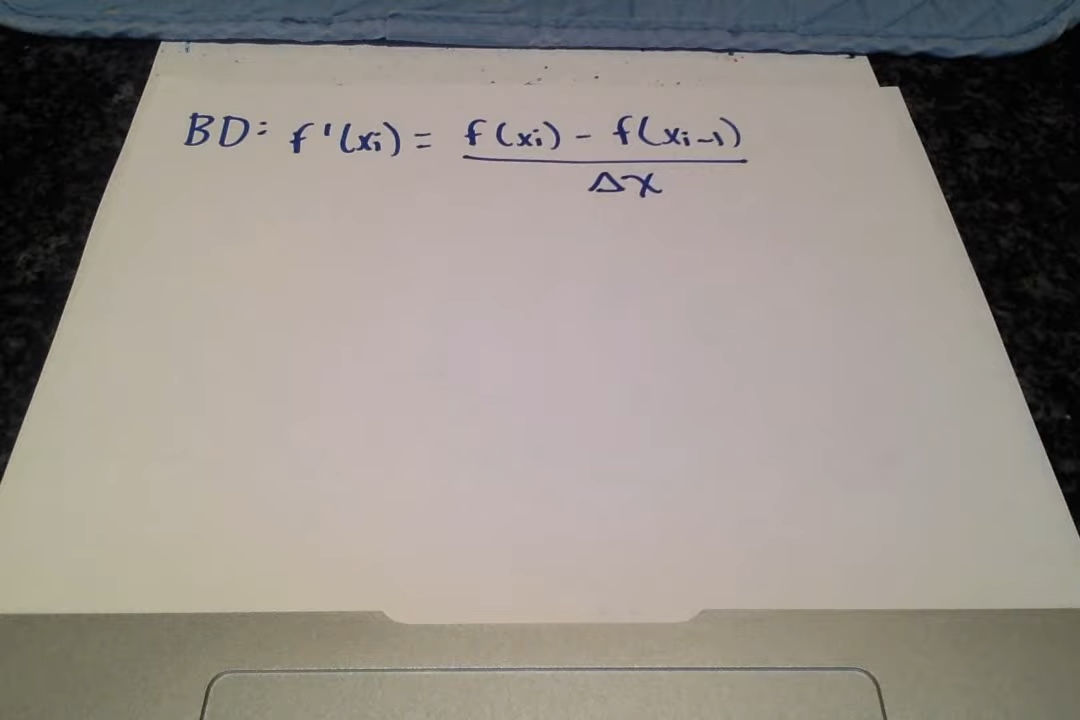 BD: f'(xi) = f(xi) - f(xi-1)
Δx